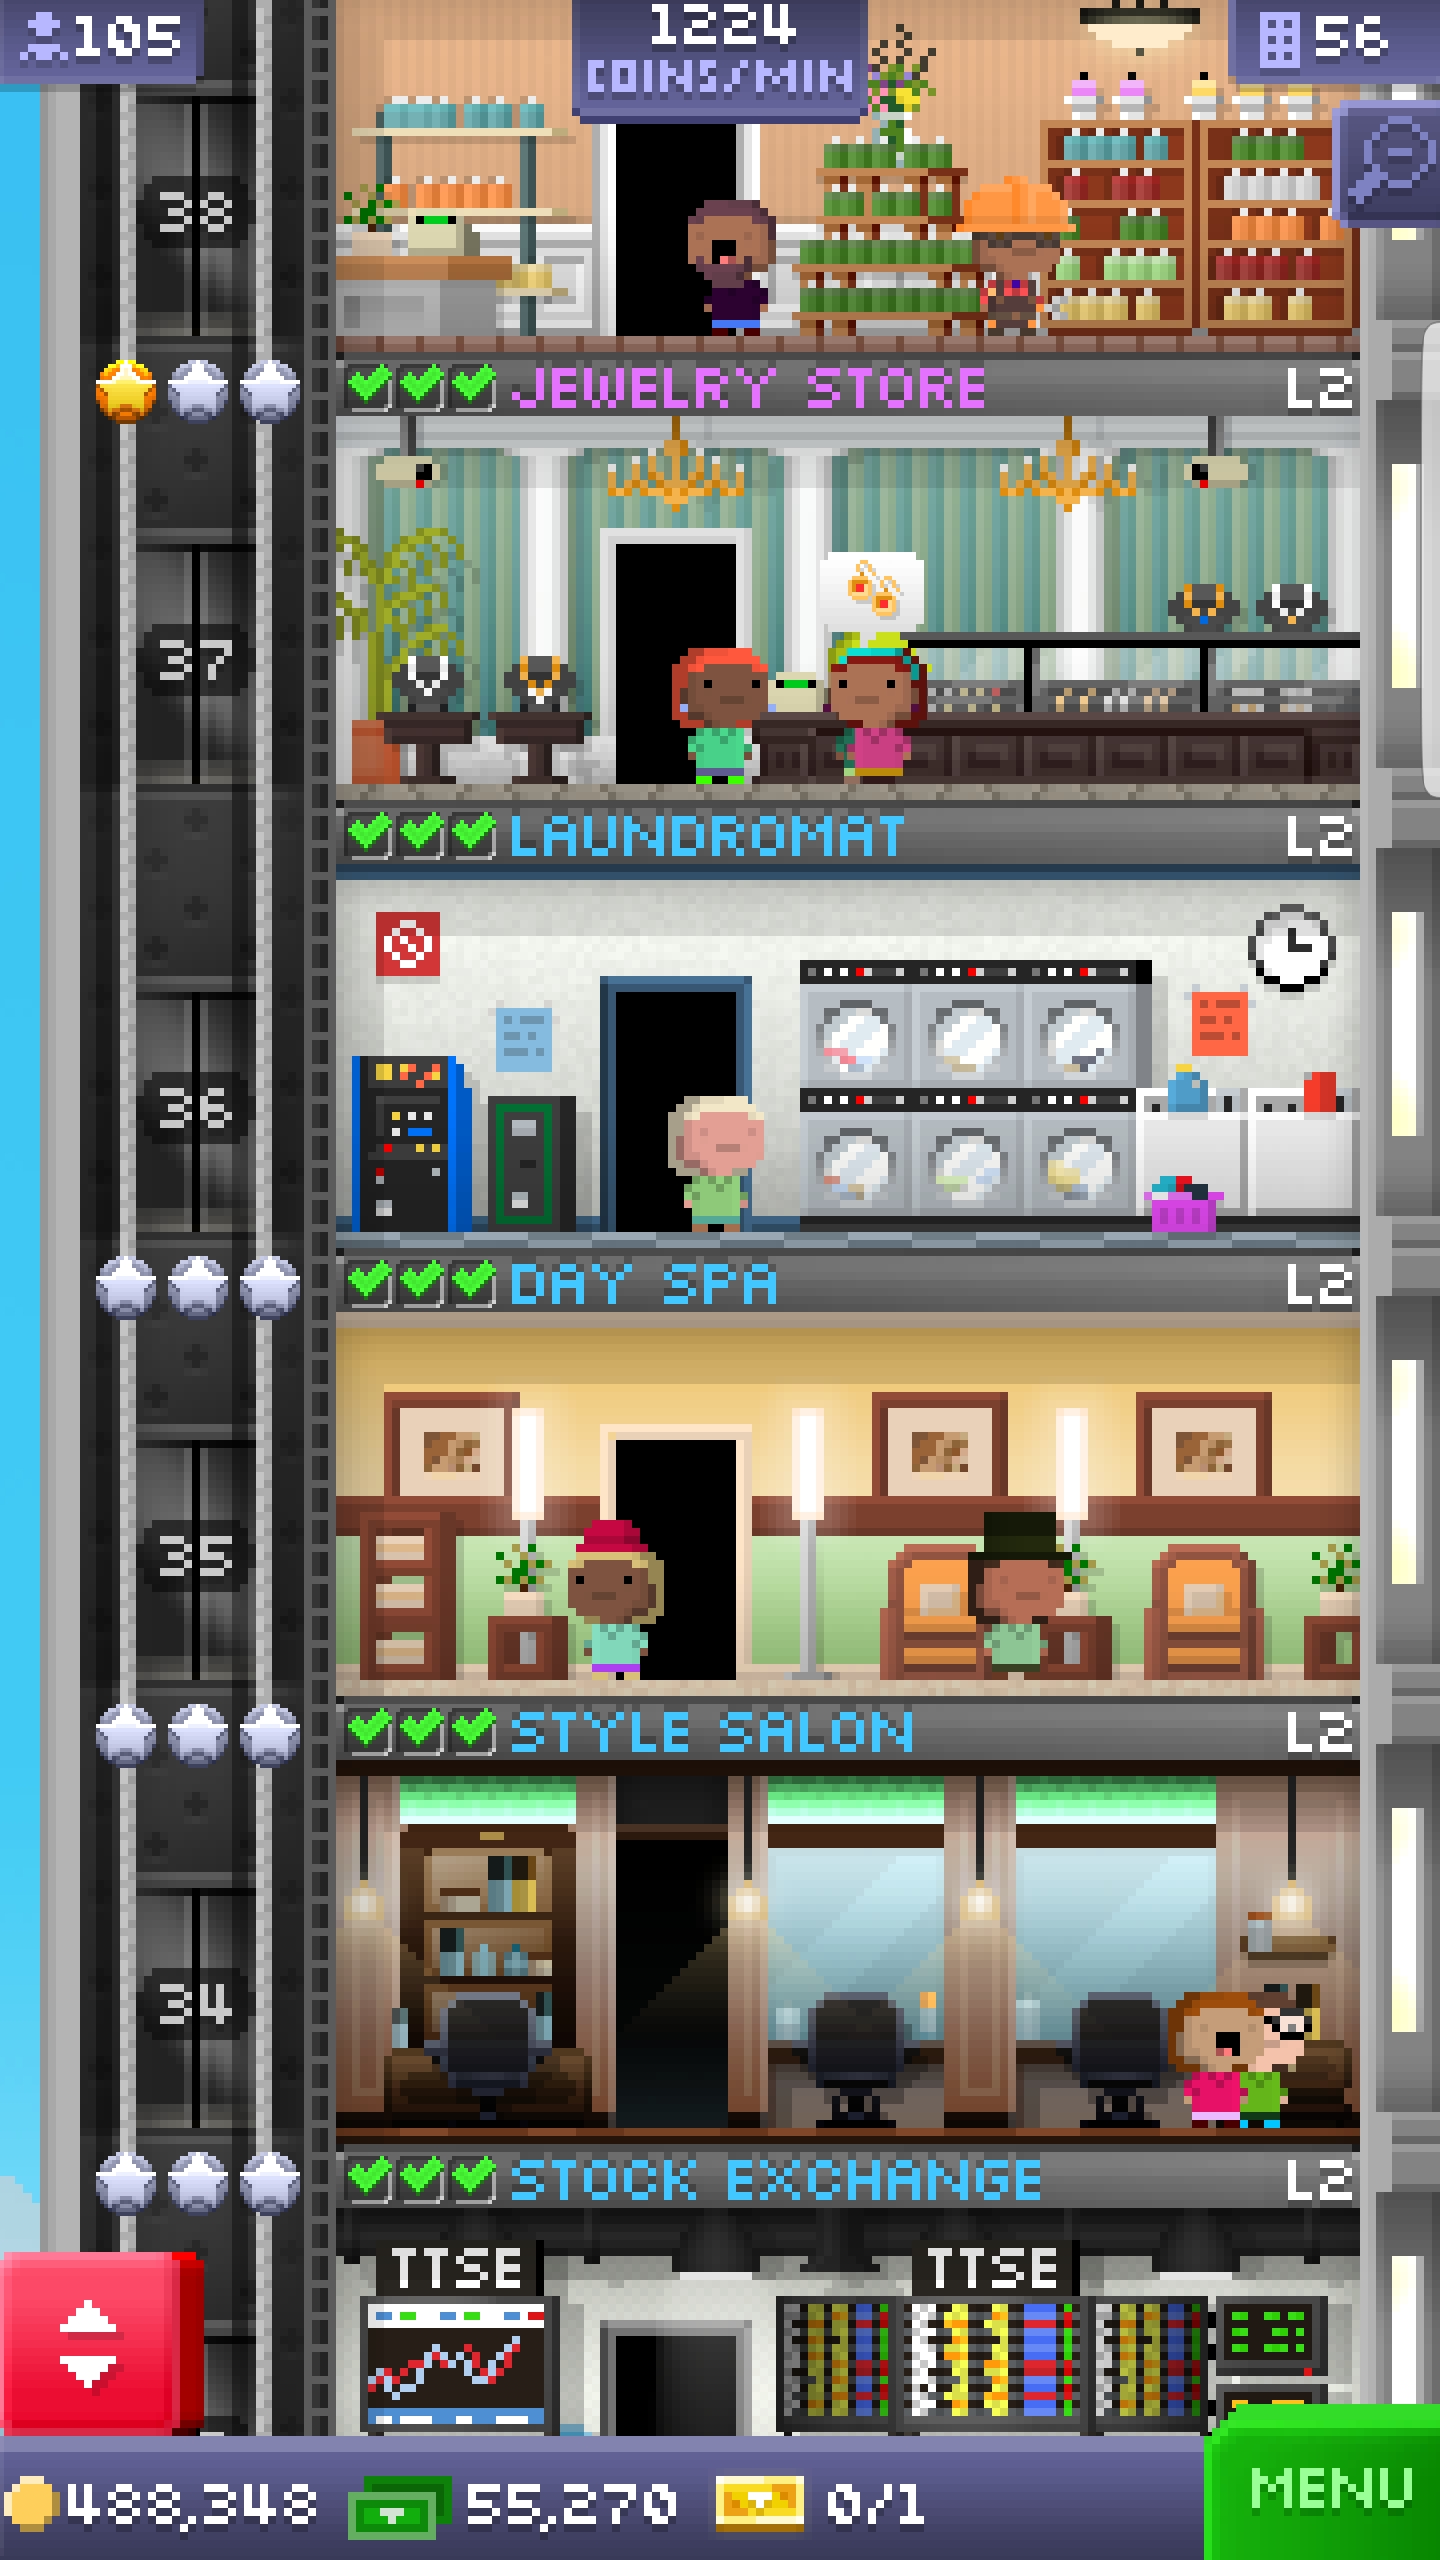 105
1224
COINS/MIN
56
38
JEWELRY STORE L2
37
LAUNDROMAT L2
36
DAY SPA L2
35
STYLE SALON L2
34
STOCK EXCHANGE L2
TTSE TTSE
488,348 55,270 0/1 MENU